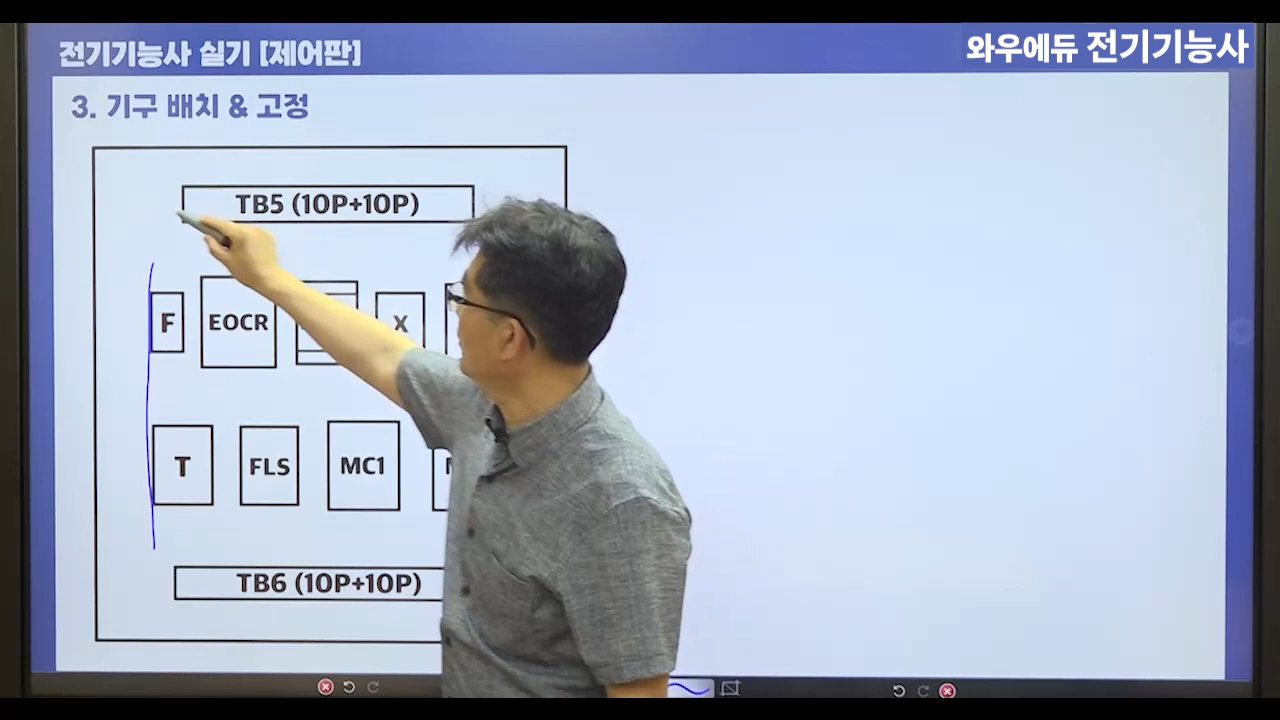 전기기능사 실기 [제어판]
와우에듀 전기기능사
3. 기구 배치 & 고정
TB5 (10P+10P)
F
EOCR
X
T
FLS
MC1
TB6 (10P+10P)